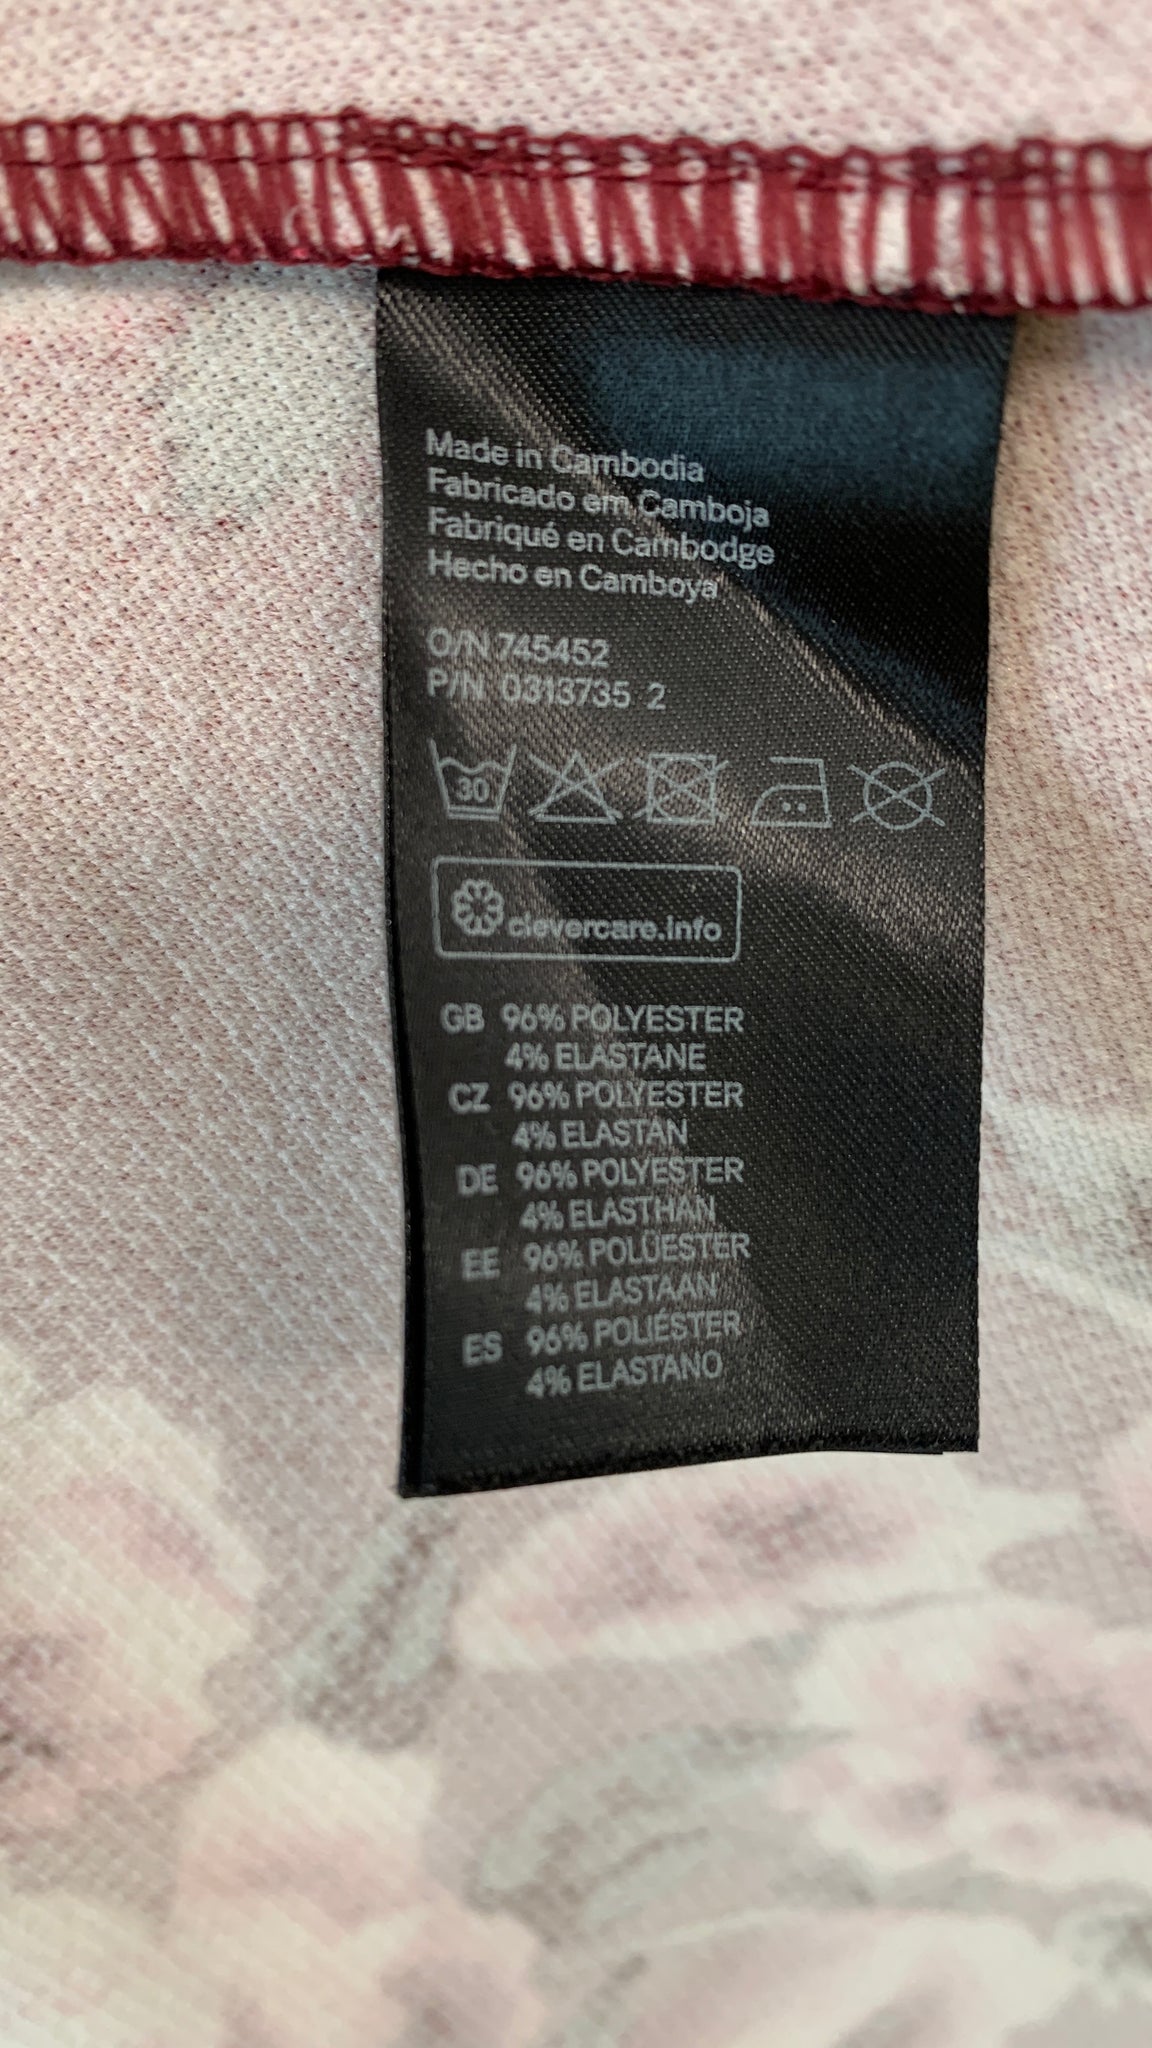 Made in Cambodia
Fabricado em Camboja
Fabriqué en Cambodge
Hecho en Camboya
O/N 745452
P/N 0313735 2
30
clevercare.info
GB 96% POLYESTER
4% ELASTANE
CZ 96% POLYESTER
4% ELASTAN
DE 96% POLYESTER
4% ELASTHAN
EE 96% POLÜESTER
4% ELASTAAN
ES 96% POLIÉSTER
4% ELASTANO